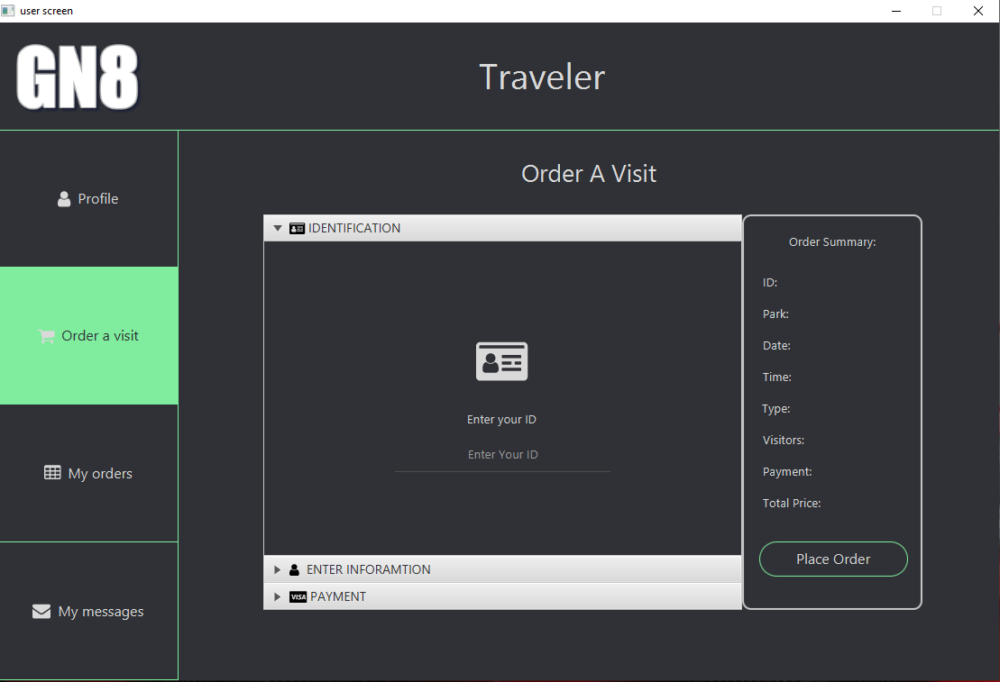 user screen
GN8
Traveler
Profile
Order a visit
My orders
My messages
Order A Visit
IDENTIFICATION
Enter your ID
Enter Your ID
ENTER INFORAMTION
VISA PAYMENT
Order Summary:
ID:
Park:
Date:
Time:
Type:
Visitors:
Payment:
Total Price:
Place Order